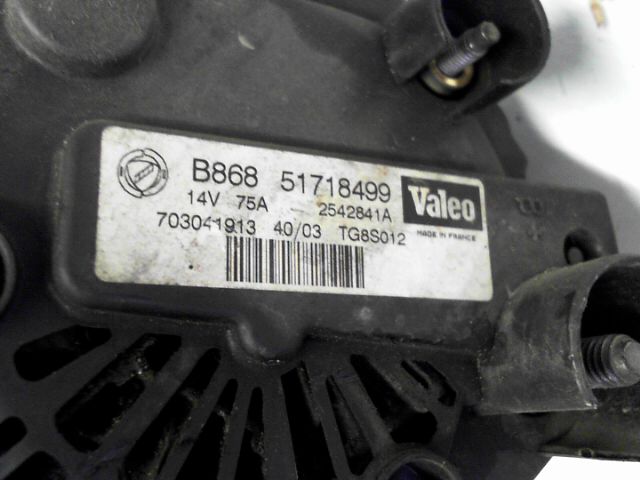 B868 51718499 Valeo
14V 75A - 2542841A
MADE IN FRANCE
703041913 40/03 TG8S012